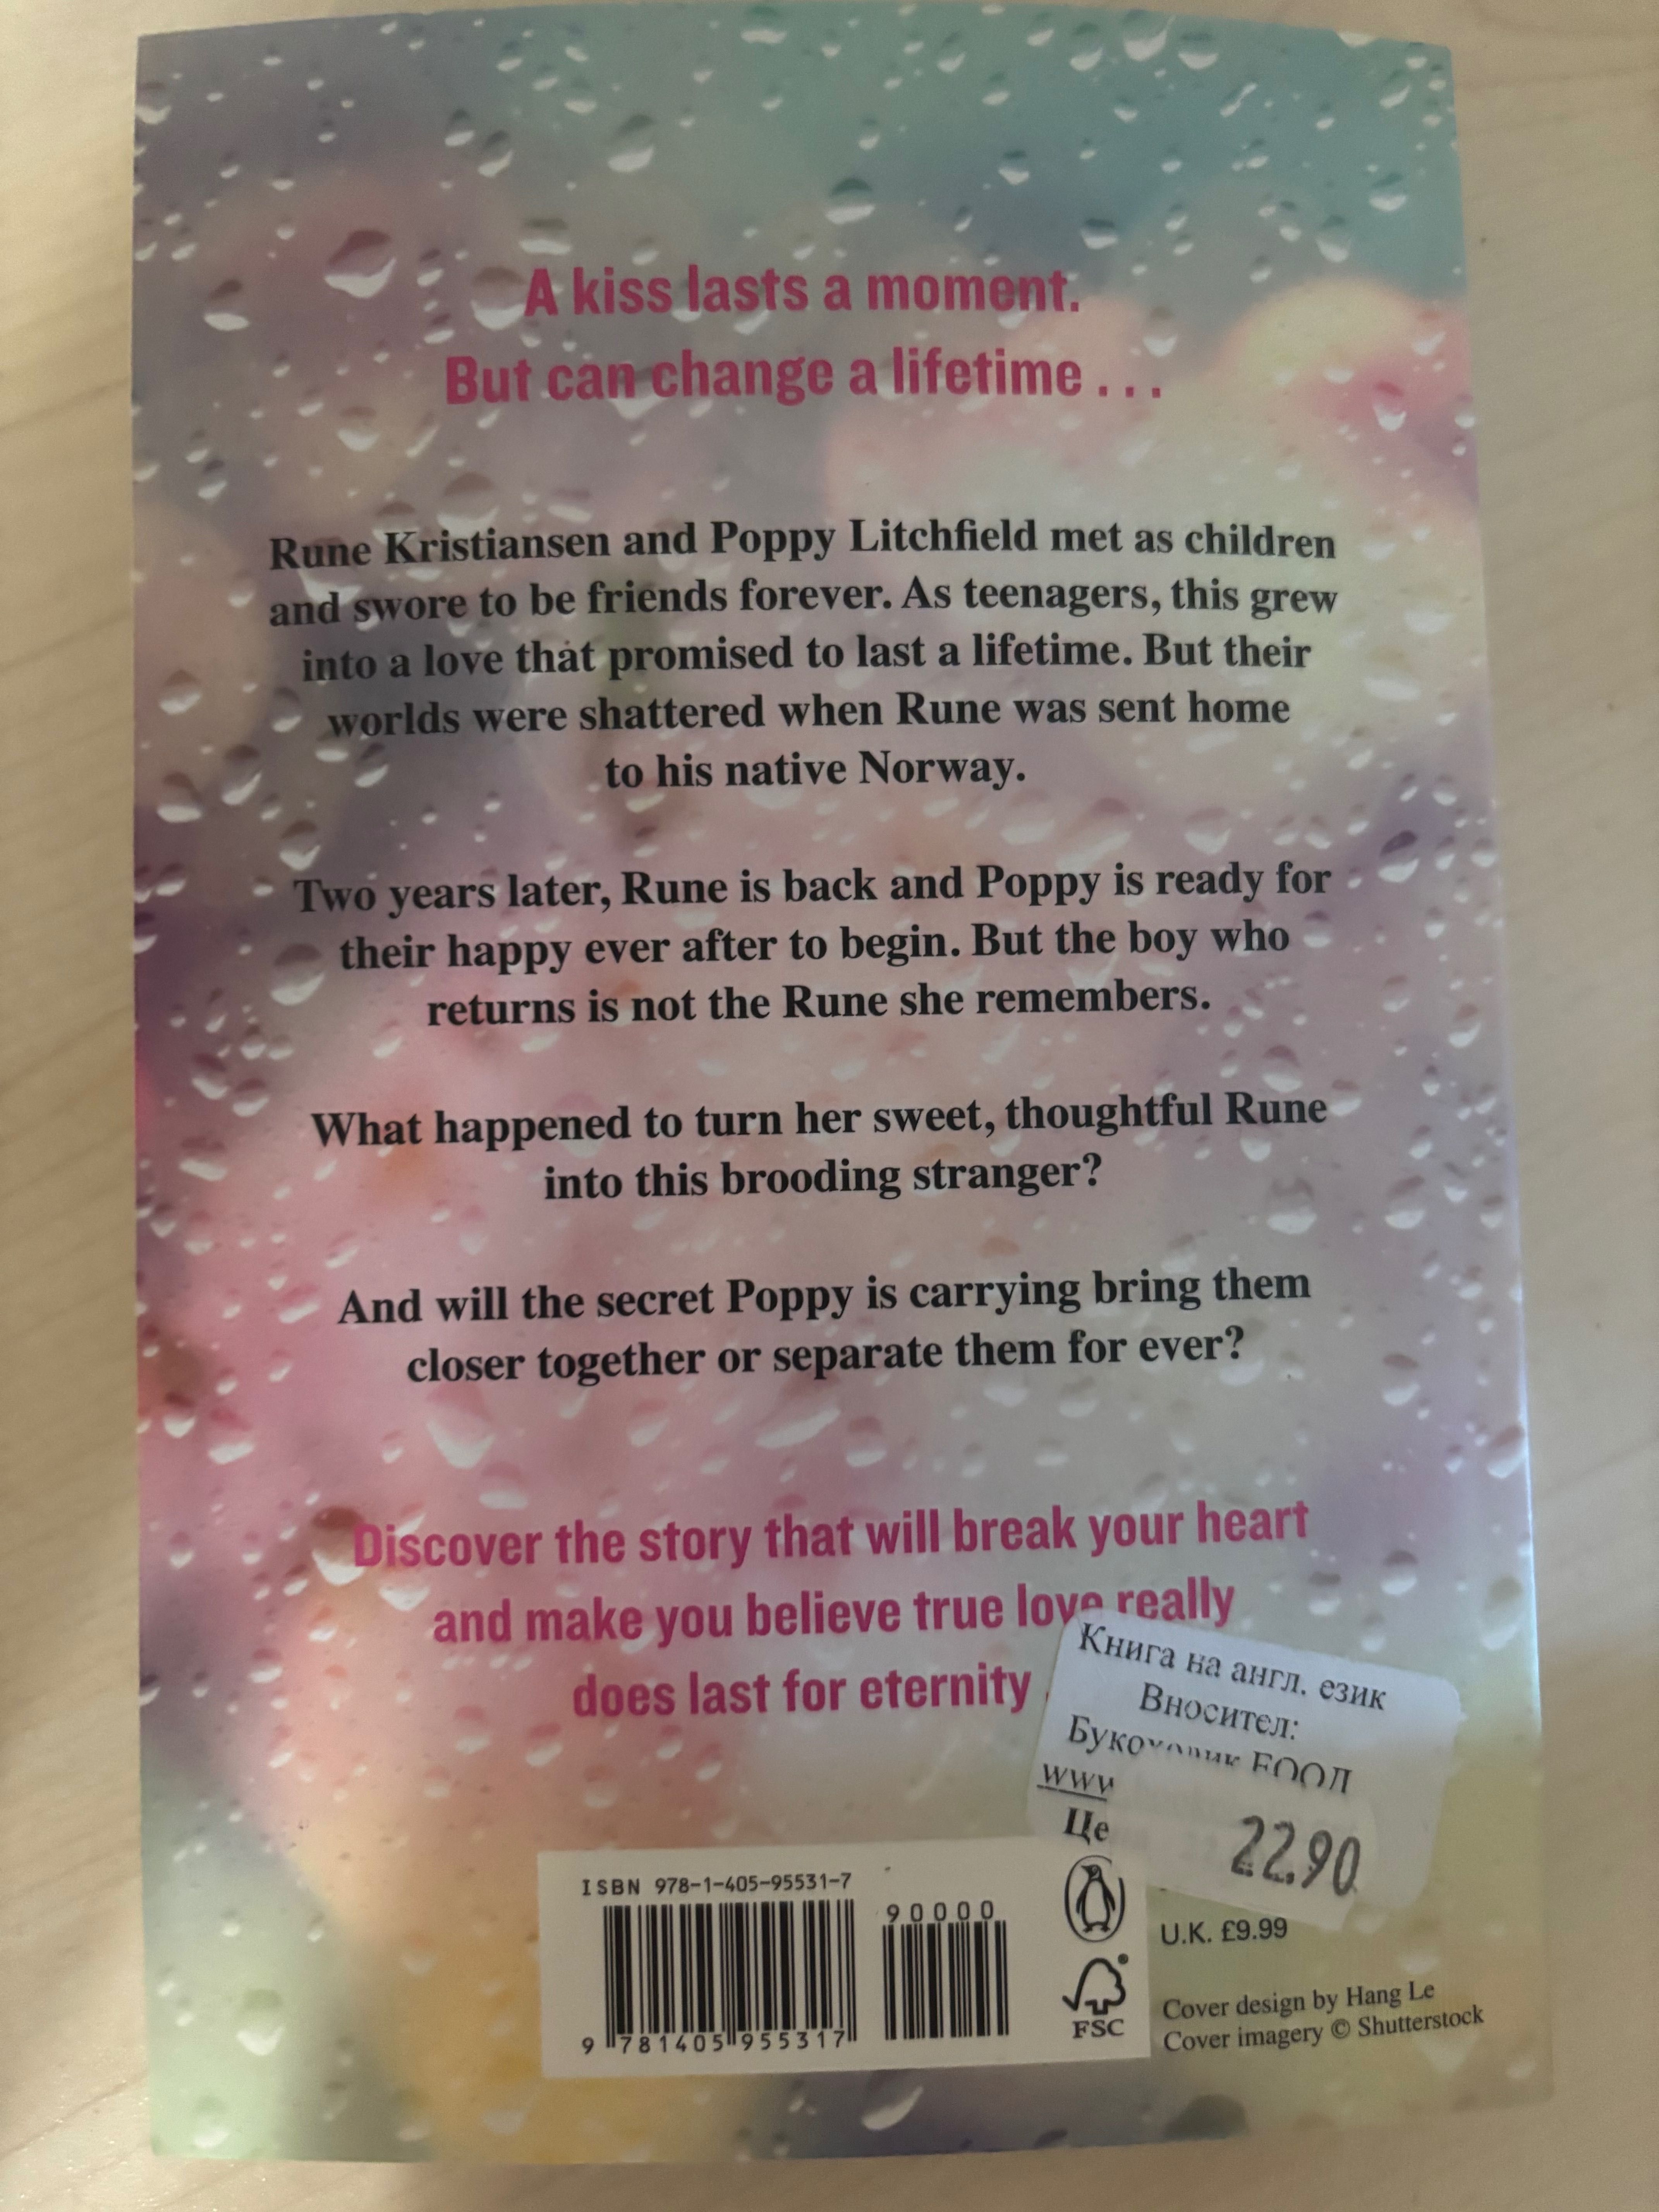 A kiss lasts a moment.
But can change a lifetime . . .
Rune Kristiansen and Poppy Litchfield met as children
and swore to be friends forever. As teenagers, this grew
into a love that promised to last a lifetime. But their
worlds were shattered when Rune was sent home
to his native Norway.
Two years later, Rune is back and Poppy is ready for
their happy ever after to begin. But the boy who
returns is not the Rune she remembers.
What happened to turn her sweet, thoughtful Rune
into this brooding stranger?
And will the secret Poppy is carrying bring them
closer together or separate them for ever?
Discover the story that will break your heart
and make you believe true love really
does last for eternity
Книга на англ. език
Вносител:
ЕООД
www
Це
22.90
ISBN 978-1-405-95531-7
90000
9 781405 955317
FSC
U.K. £9.99
Cover design by Hang Le
Cover imagery © Shutterstock